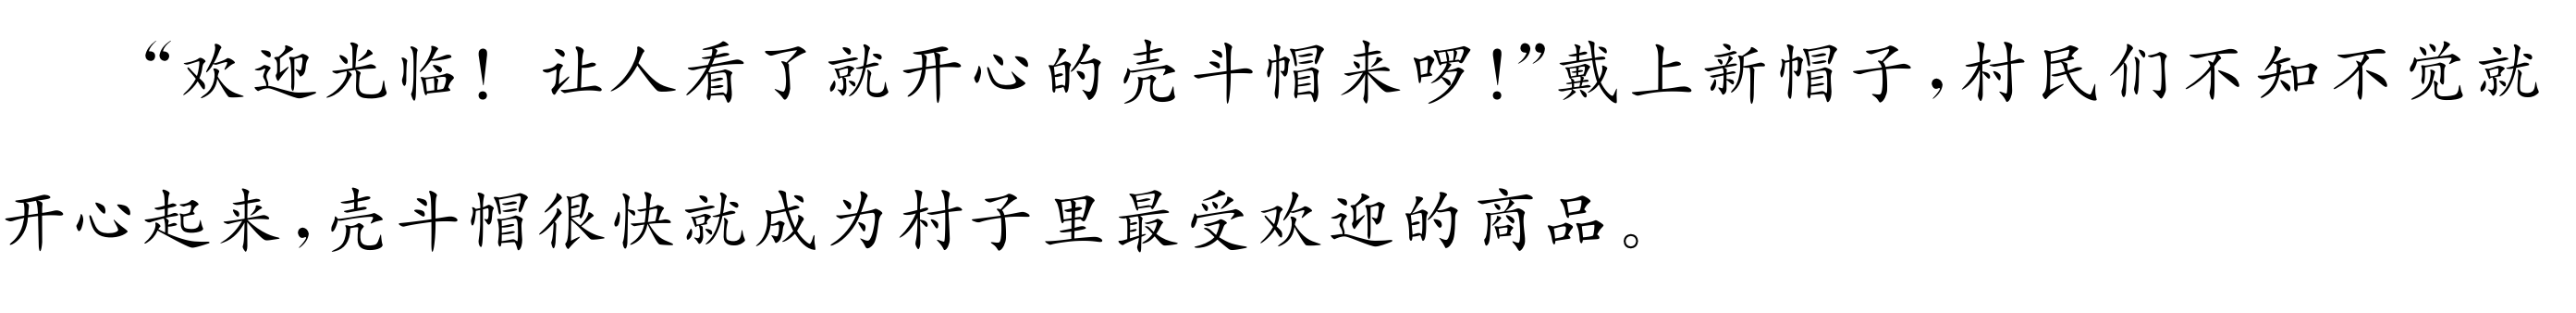 “欢迎光临！让人看了就开心的壳斗帽来啰！”戴上新帽子，村民们不知不觉就
开心起来，壳斗帽很快就成为村子里最受欢迎的商品。